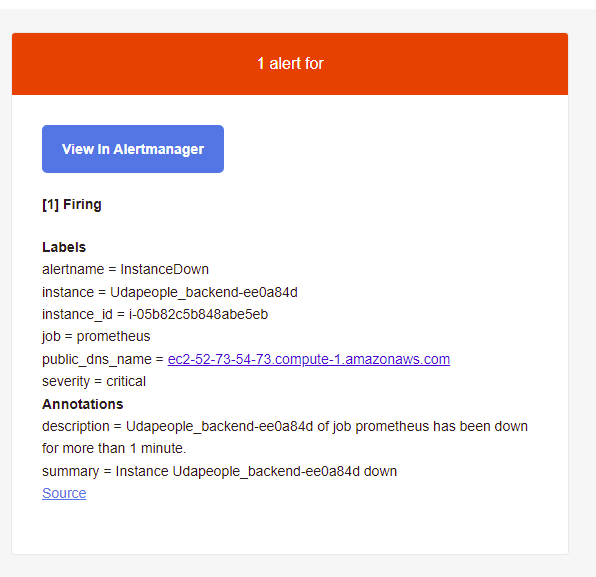 1 alert for
View In Alertmanager
[1] Firing
Labels
alertname = InstanceDown
instance = Udapeople_backend-ee0a84d
instance_id = i-05b82c5b848abe5eb
job = prometheus
public_dns_name = ec2-52-73-54-73.compute-1.amazonaws.com
severity = critical
Annotations
description = Udapeople_backend-ee0a84d of job prometheus has been down
for more than 1 minute.
summary = Instance Udapeople_backend-ee0a84d down
Source